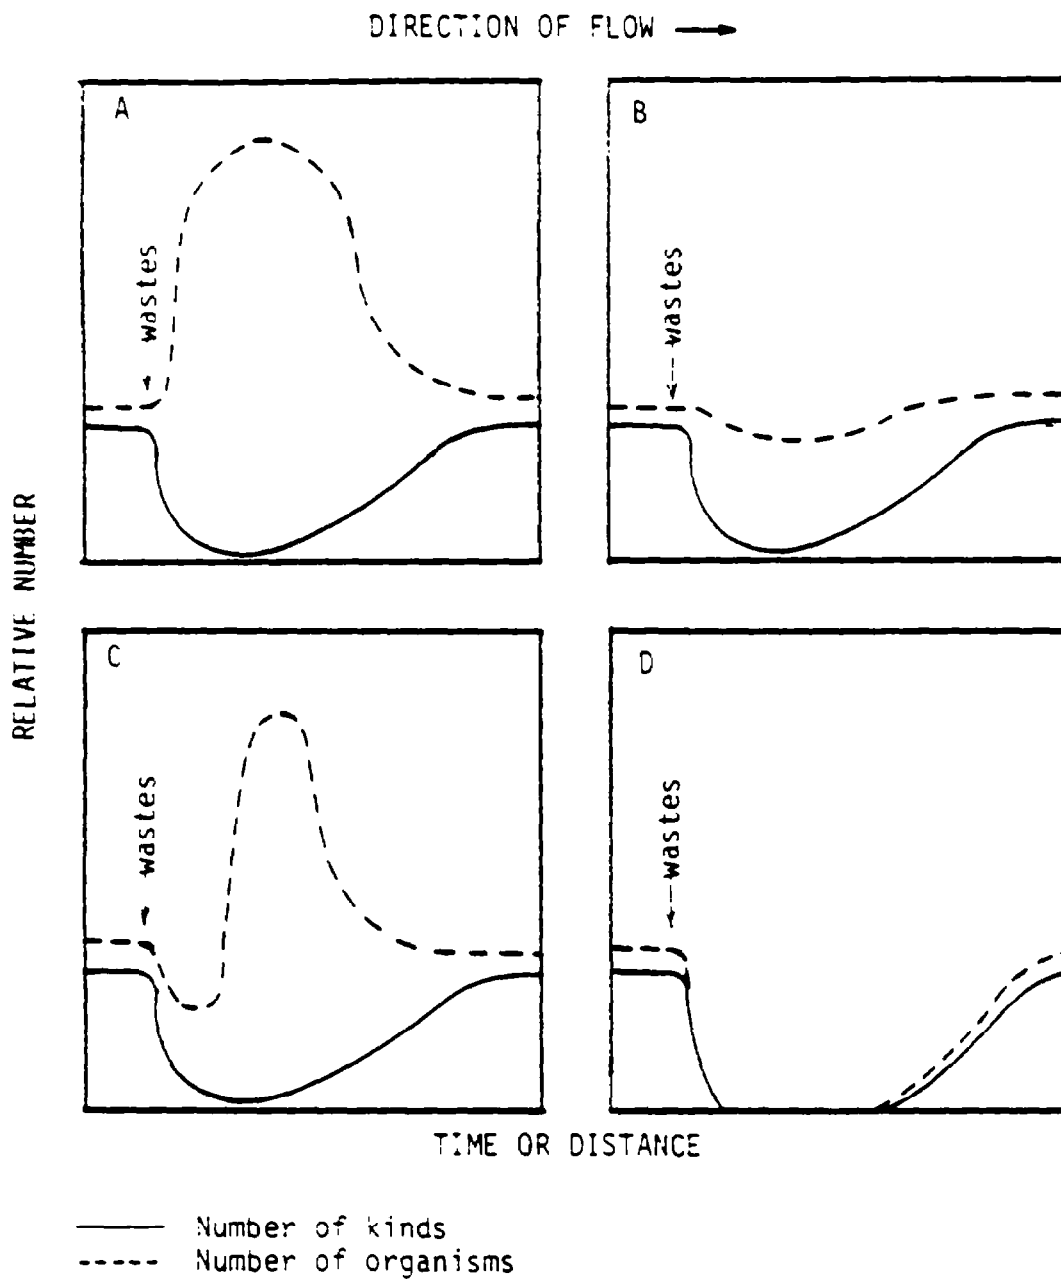 DIRECTION OF FLOW
A
B
wastes
wastes
C
D
wastes
wastes
RELATIVE NUMBER
TIME OR DISTANCE
Number of kinds
Number of organisms